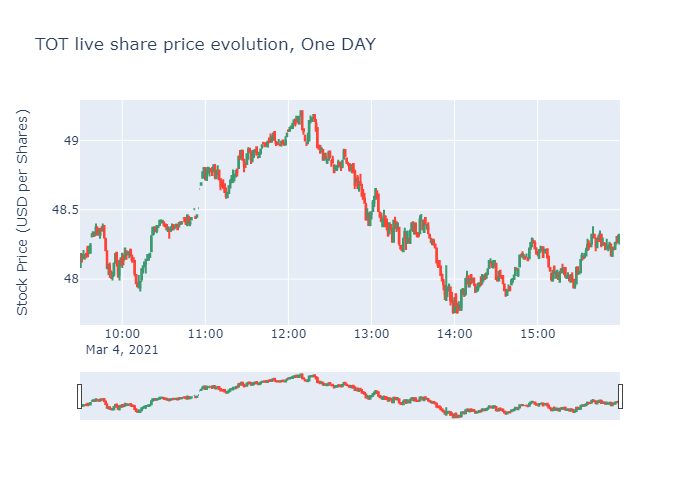 TOT live share price evolution, One DAY
Stock Price (USD per Shares)
49
48.5
48
10:00 11:00 12:00 13:00 14:00 15:00
Mar 4, 2021